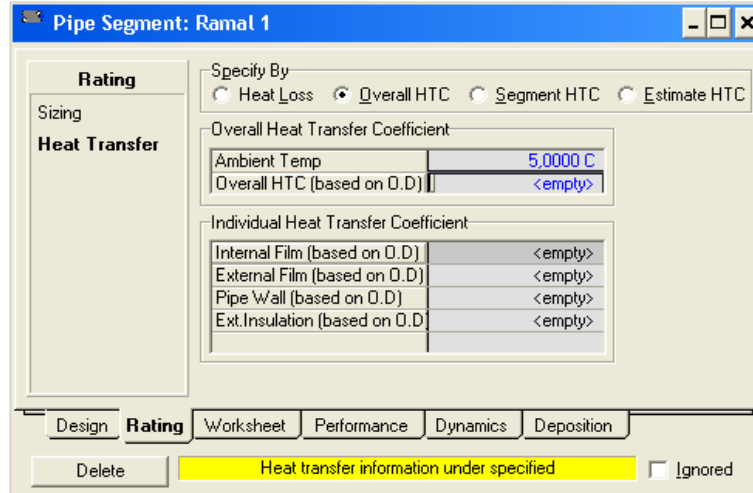 Pipe Segment: Ramal 1
Rating
Sizing
Heat Transfer
Specify By
Heat Loss Overall HTC Segment HTC Estimate HTC
Overall Heat Transfer Coefficient
Ambient Temp 5,0000 C
Overall HTC (based on O.D) <empty>
Individual Heat Transfer Coefficient
Internal Film (based on O.D) <empty>
External Film (based on O.D) <empty>
Pipe Wall (based on O.D) <empty>
Ext.Insulation (based on O.D <empty>
Design Rating Worksheet Performance Dynamics Deposition
Delete Heat transfer information under specified Ignored